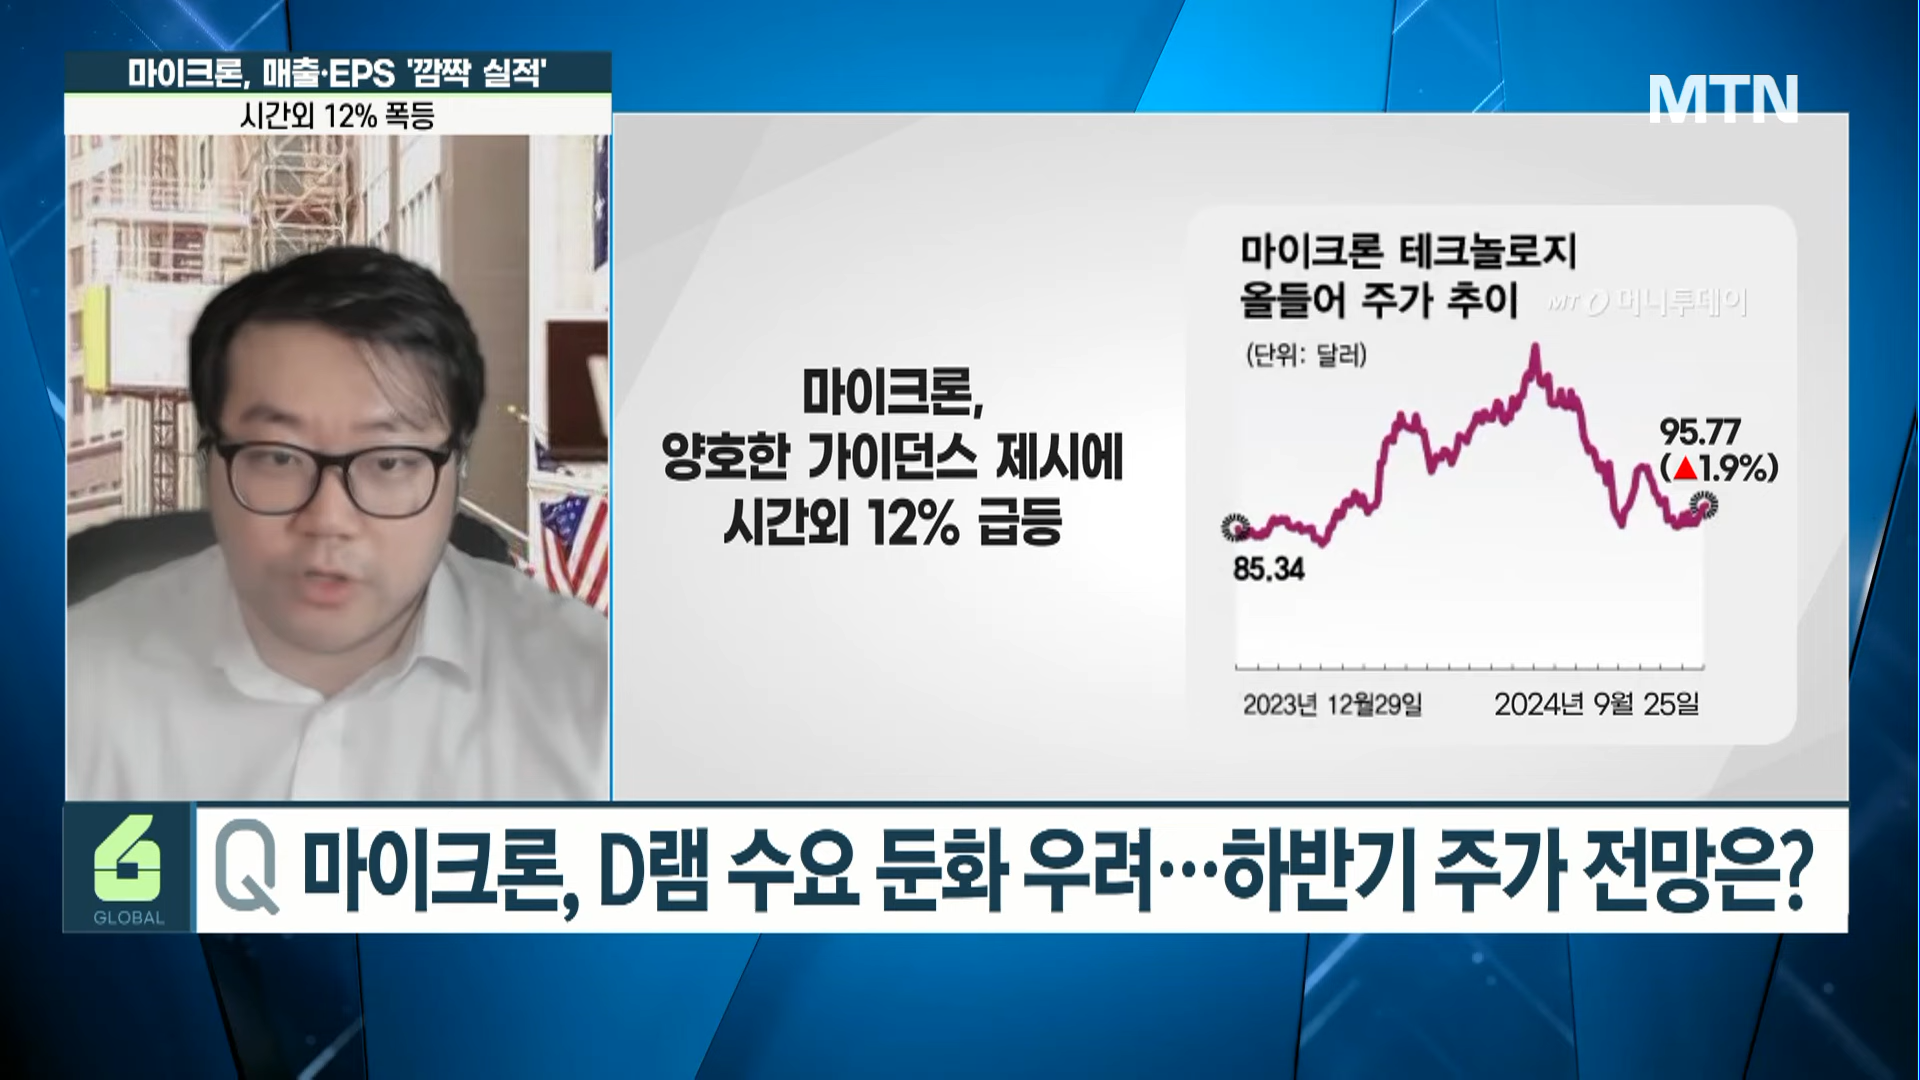 마이크론, 매출·EPS '깜짝 실적'
시간외 12% 폭등
MTN
마이크론,
양호한 가이던스 제시에
시간외 12% 급등
마이크론 테크놀로지
올들어 주가 추이
MT 머니투데이
(단위: 달러)
95.77
(▲1.9%)
85.34
2023년 12월29일
2024년 9월 25일
6
GLOBAL
Q 마이크론, D램 수요 둔화 우려…하반기 주가 전망은?